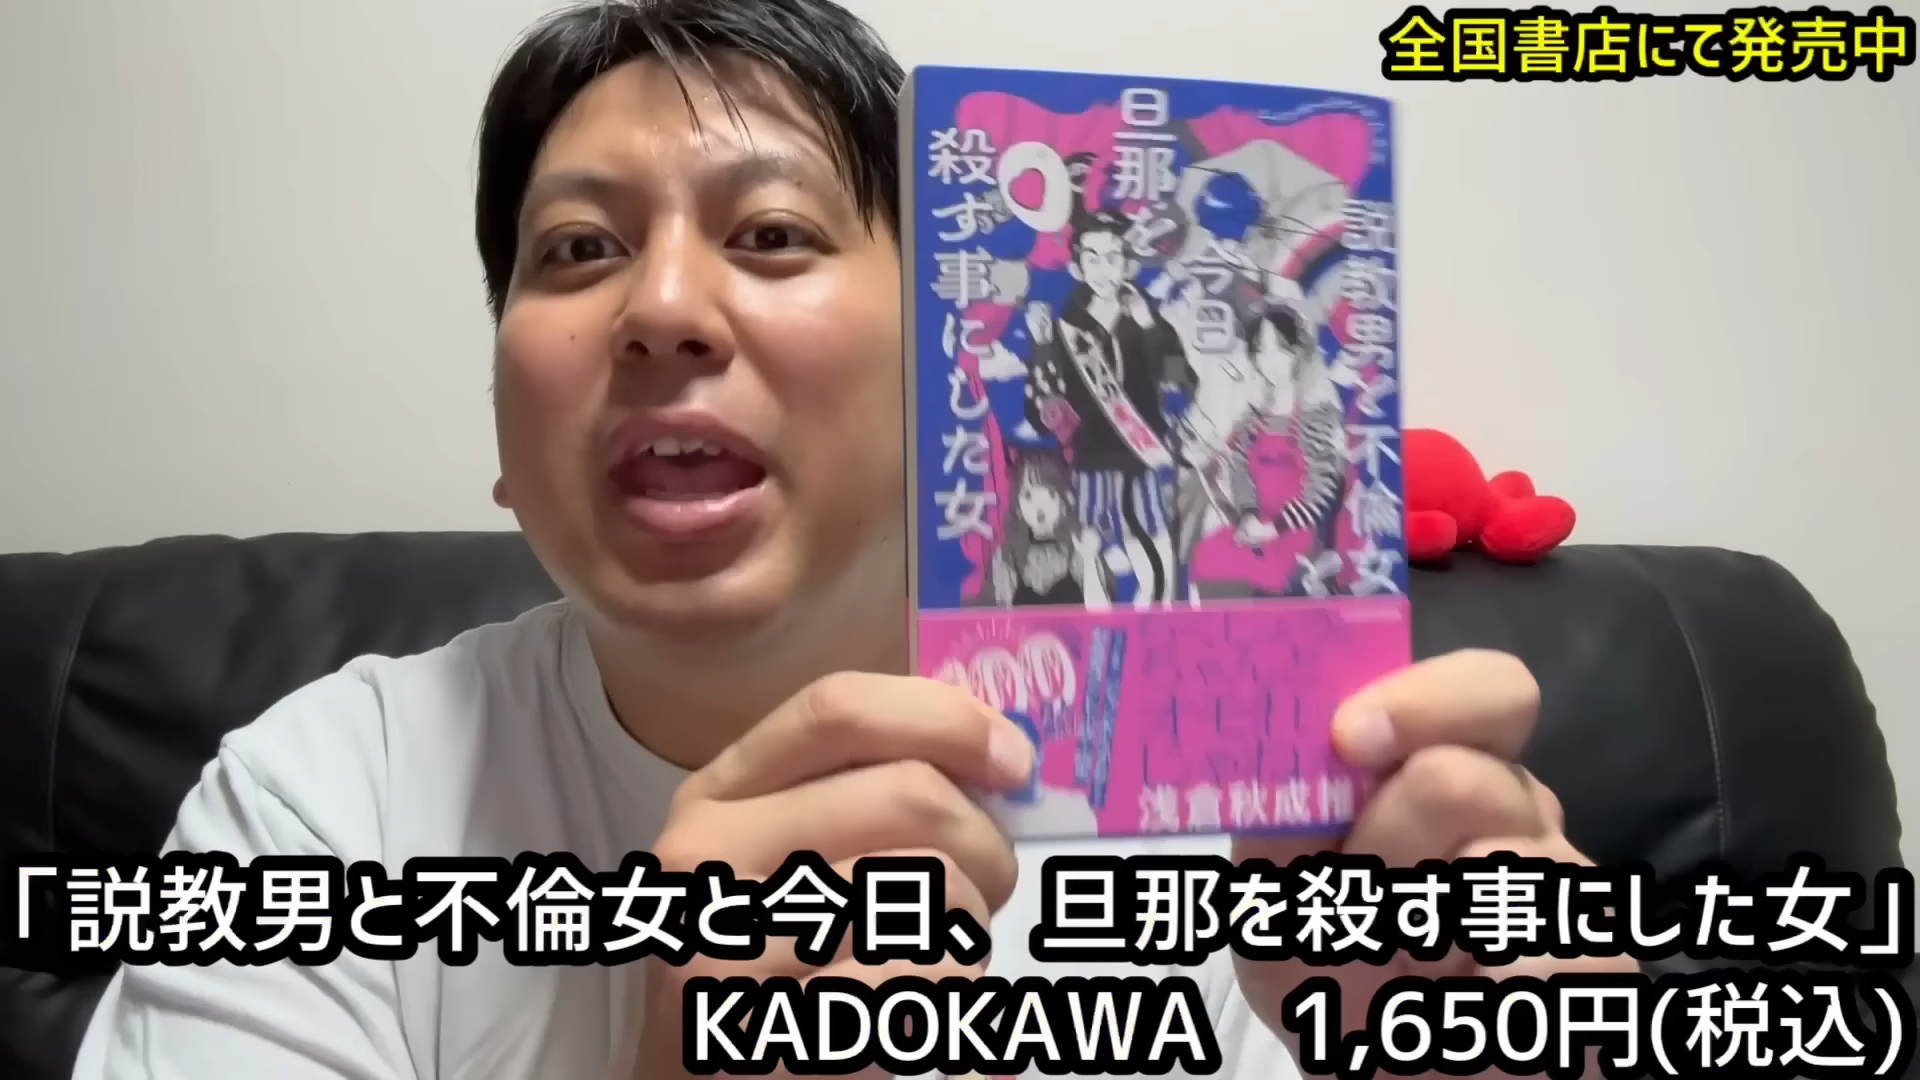 全国書店にて発売中
説教男と不倫女と
今日、
旦那を
殺す事にした女
浅倉秋成推
「説教男と不倫女と今日、旦那を殺す事にした女」
KADOKAWA 1,650円(税込)